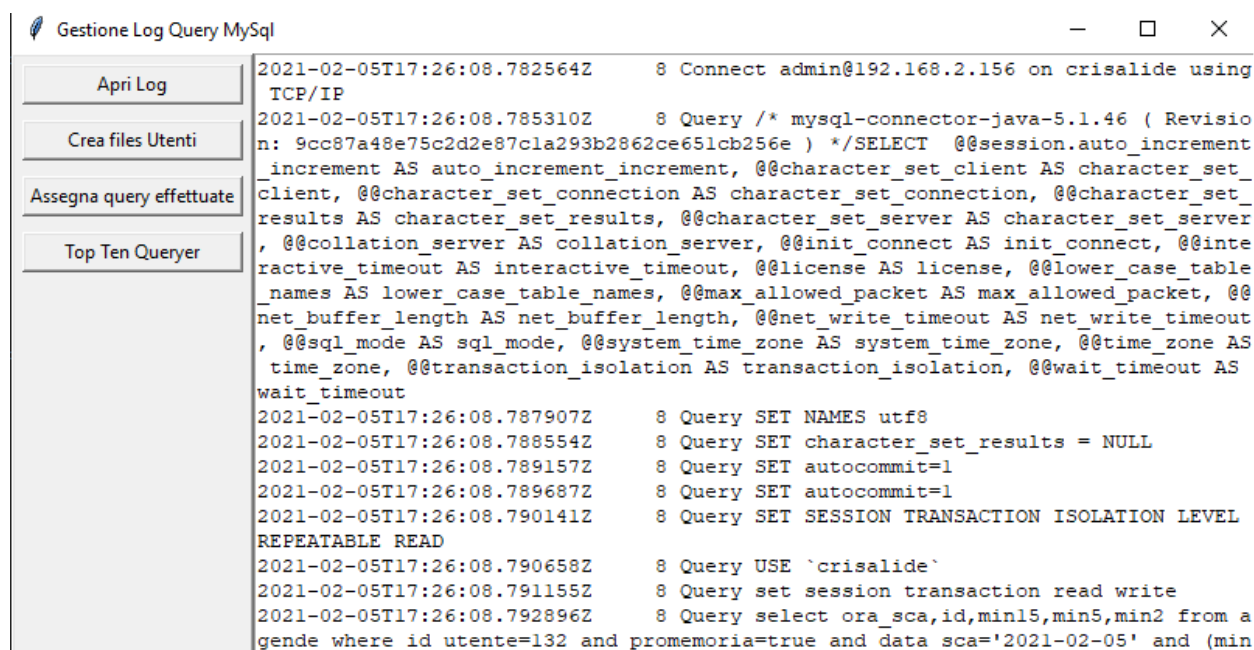 Gestione Log Query MySql
Apri Log
Crea files Utenti
Assegna query effettuate
Top Ten Queryer
2021-02-05T17:26:08.782564Z 8 Connect admin@192.168.2.156 on crisalide using
TCP/IP
2021-02-05T17:26:08.785310Z 8 Query /* mysql-connector-java-5.1.46 ( Revisio
n: 9cc87a48e75c2d2e87c1a293b2862ce651cb256e ) */SELECT @@session.auto_increment
_increment AS auto_increment_increment, @@character_set_client AS character_set_
client, @@character_set_connection AS character_set_connection, @@character_set_
results AS character_set_results, @@character_set_server AS character_set_server
, @@collation_server AS collation_server, @@init_connect AS init_connect, @@inte
ractive_timeout AS interactive_timeout, @@license AS license, @@lower_case_table
_names AS lower_case_table_names, @@max_allowed_packet AS max_allowed_packet, @@
net_buffer_length AS net_buffer_length, @@net_write_timeout AS net_write_timeout
, @@sql_mode AS sql_mode, @@system_time_zone AS system_time_zone, @@time_zone AS
time_zone, @@transaction_isolation AS transaction_isolation, @@wait_timeout AS
wait_timeout
2021-02-05T17:26:08.787907Z 8 Query SET NAMES utf8
2021-02-05T17:26:08.788554Z 8 Query SET character_set_results = NULL
2021-02-05T17:26:08.789157Z 8 Query SET autocommit=1
2021-02-05T17:26:08.789687Z 8 Query SET autocommit=1
2021-02-05T17:26:08.790141Z 8 Query SET SESSION TRANSACTION ISOLATION LEVEL
REPEATABLE READ
2021-02-05T17:26:08.790658Z 8 Query USE `crisalide`
2021-02-05T17:26:08.791155Z 8 Query set session transaction read write
2021-02-05T17:26:08.792896Z 8 Query select ora_sca,id,min15,min5,min2 from a
gende where id_utente=132 and promemoria=true and data_sca='2021-02-05' and (min